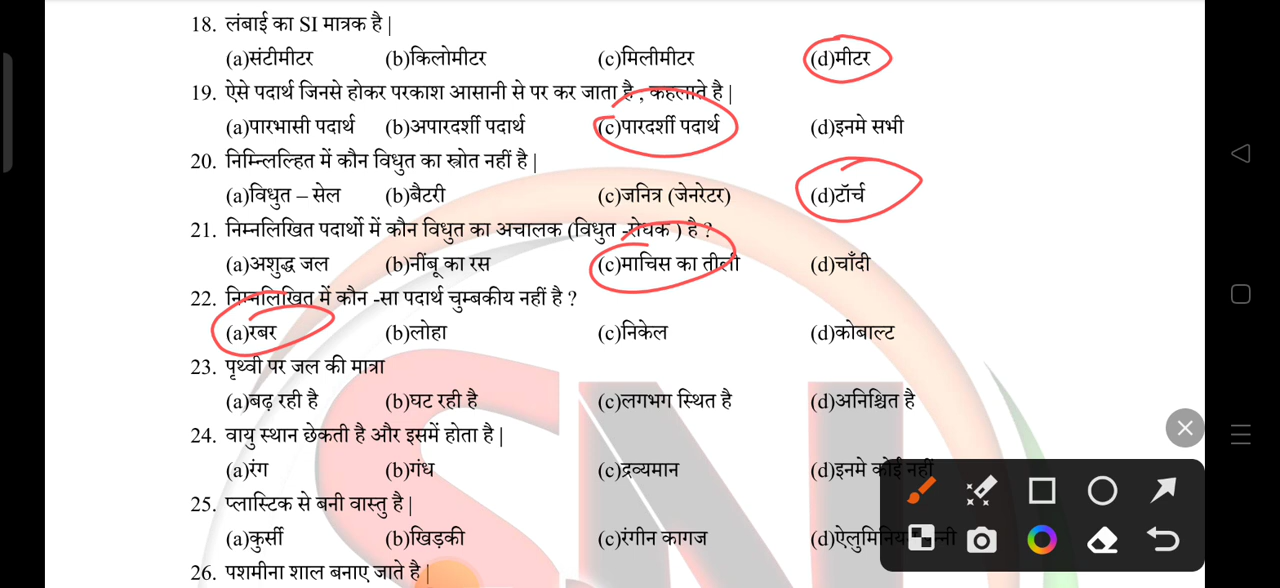 18. लंबाई का SI मात्रक है |
(a)संटीमीटर (b)किलोमीटर (c)मिलीमीटर (d)मीटर
19. ऐसे पदार्थ जिनसे होकर परकाश आसानी से पर कर जाता है , कहलाते है |
(a)पारभासी पदार्थ (b)अपारदर्शी पदार्थ (c)पारदर्शी पदार्थ (d)इनमे सभी
20. निम्न्लिल्हित में कौन विधुत का स्त्रोत नहीं है |
(a)विधुत – सेल (b)बैटरी (c)जनित्र (जेनरेटर) (d)टॉर्च
21. निम्नलिखित पदार्थो में कौन विधुत का अचालक (विधुत -रोधक ) है ?
(a)अशुद्ध जल (b)नींबू का रस (c)माचिस का तीली (d)चाँदी
22. निम्नलिखित में कौन -सा पदार्थ चुम्बकीय नहीं है ?
(a)रबर (b)लोहा (c)निकेल (d)कोबाल्ट
23. पृथ्वी पर जल की मात्रा
(a)बढ़ रही है (b)घट रही है (c)लगभग स्थित है (d)अनिश्चित है
24. वायु स्थान छेकती है और इसमें होता है |
(a)रंग (b)गंध (c)द्रव्यमान (d)इनमे कोई नहीं
25. प्लास्टिक से बनी वास्तु है |
(a)कुर्सी (b)खिड़की (c)रंगीन कागज
26. पशमीना शाल बनाए जाते है |
SN